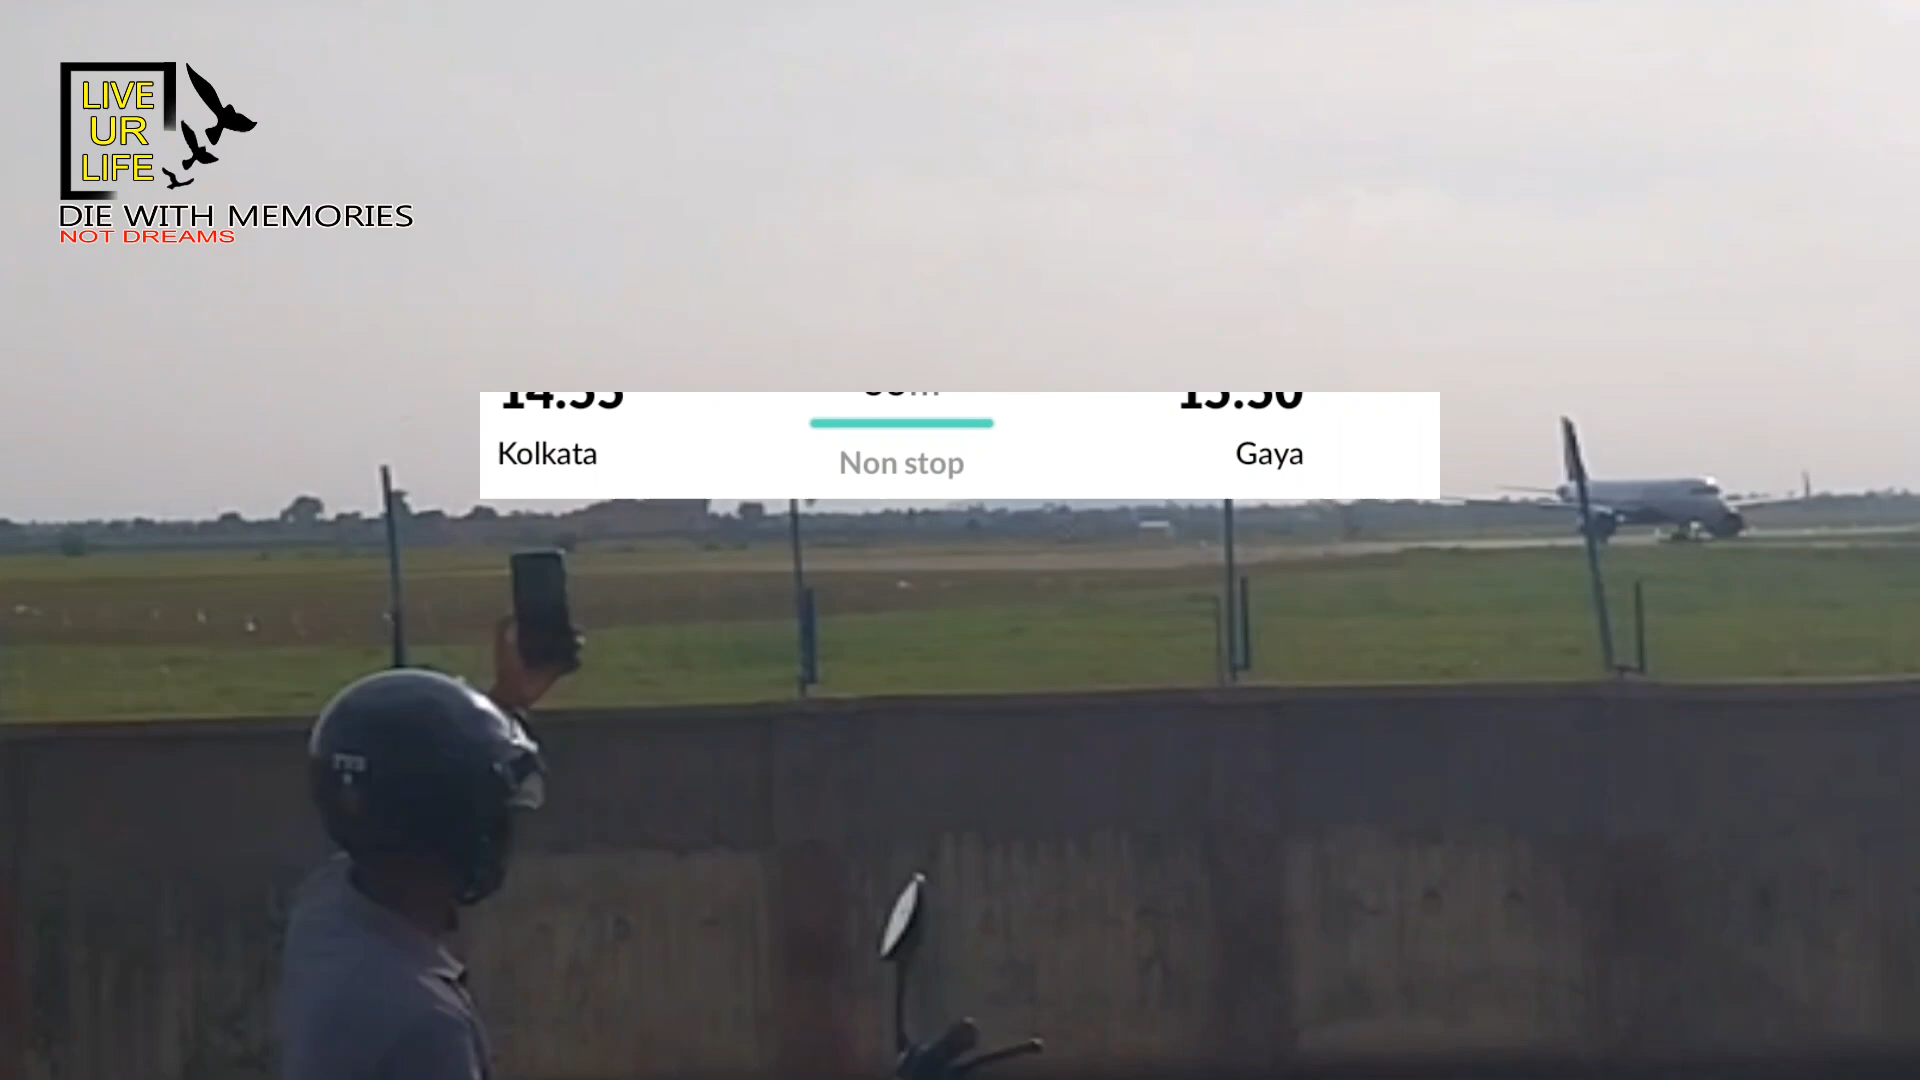 LIVE
UR
LIFE
DIE WITH MEMORIES
NOT DREAMS
Kolkata
Non stop
Gaya